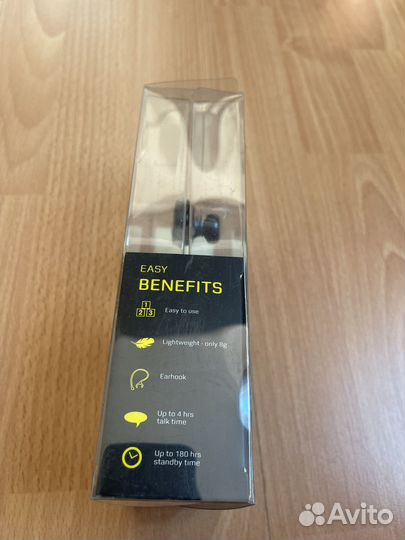 EASY
BENEFITS
1
2 3
Easy to use
Lightweight - only 8g
Earhook
Up to 4 hrs
talk time
Up to 180 hrs
standby time
Avito